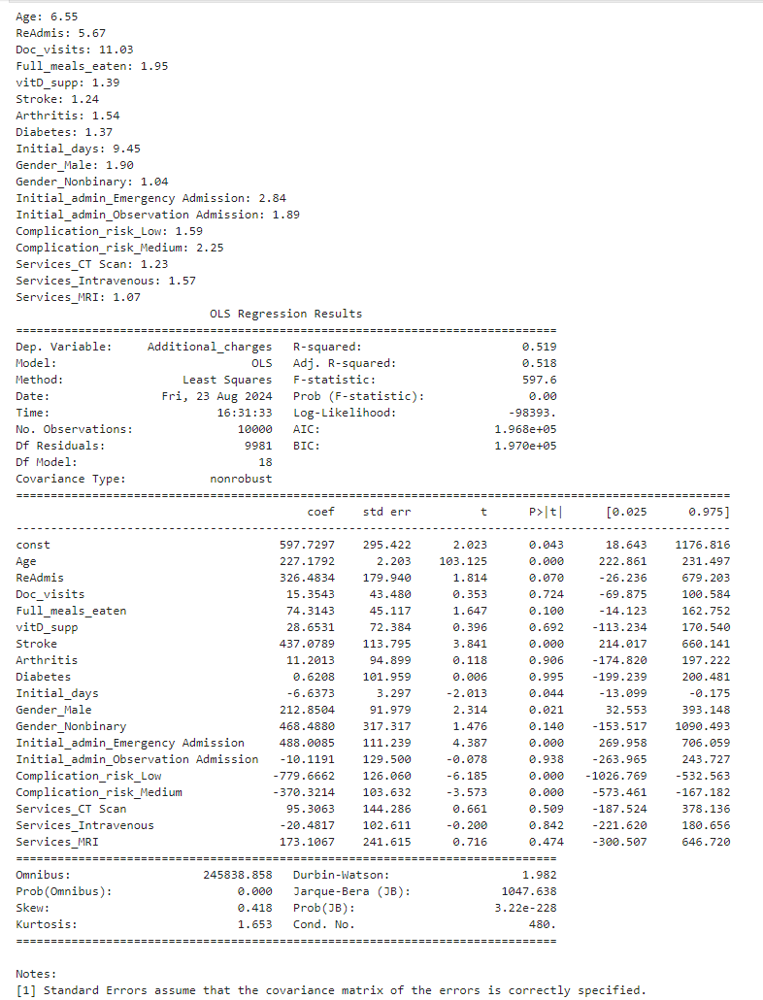 Age: 6.55
ReAdmis: 5.67
Doc_visits: 11.03
Full_meals_eaten: 1.95
vitD_supp: 1.39
Stroke: 1.24
Arthritis: 1.54
Diabetes: 1.37
Initial_days: 9.45
Gender_Male: 1.90
Gender_Nonbinary: 1.04
Initial_admin_Emergency Admission: 2.84
Initial_admin_Observation Admission: 1.89
Complication_risk_Low: 1.59
Complication_risk_Medium: 2.25
Services_CT Scan: 1.23
Services_Intravenous: 1.57
Services_MRI: 1.07
OLS Regression Results
==============================================================================
Dep. Variable: Additional_charges R-squared: 0.519
Model: OLS Adj. R-squared: 0.518
Method: Least Squares F-statistic: 597.6
Date: Fri, 23 Aug 2024 Prob (F-statistic): 0.00
Time: 16:31:33 Log-Likelihood: -98393.
No. Observations: 10000 AIC: 1.968e+05
Df Residuals: 9981 BIC: 1.970e+05
Df Model: 18
Covariance Type: nonrobust
=======================================================================================================
coef std err t P>|t| [0.025 0.975]
-------------------------------------------------------------------------------------------------------
const 597.7297 295.422 2.023 0.043 18.643 1176.816
Age 227.1792 2.203 103.125 0.000 222.861 231.497
ReAdmis 326.4834 179.940 1.814 0.070 -26.236 679.203
Doc_visits 15.3543 43.480 0.353 0.724 -69.875 100.584
Full_meals_eaten 74.3143 45.117 1.647 0.100 -14.123 162.752
vitD_supp 28.6531 72.384 0.396 0.692 -113.234 170.540
Stroke 437.0789 113.795 3.841 0.000 214.017 660.141
Arthritis 11.2013 94.899 0.118 0.906 -174.820 197.222
Diabetes 0.6208 101.959 0.006 0.995 -199.239 200.481
Initial_days -6.6373 3.297 -2.013 0.044 -13.099 -0.175
Gender_Male 212.8504 91.979 2.314 0.021 32.553 393.148
Gender_Nonbinary 468.4880 317.317 1.476 0.140 -153.517 1090.493
Initial_admin_Emergency Admission 488.0085 111.239 4.387 0.000 269.958 706.059
Initial_admin_Observation Admission -10.1191 129.500 -0.078 0.938 -263.965 243.727
Complication_risk_Low -779.6662 126.060 -6.185 0.000 -1026.769 -532.563
Complication_risk_Medium -370.3214 103.632 -3.573 0.000 -573.461 -167.182
Services_CT Scan 95.3063 144.286 0.661 0.509 -187.524 378.136
Services_Intravenous -20.4817 102.611 -0.200 0.842 -221.620 180.656
Services_MRI 173.1067 241.615 0.716 0.474 -300.507 646.720
==============================================================================
Omnibus: 245838.858 Durbin-Watson: 1.982
Prob(Omnibus): 0.000 Jarque-Bera (JB): 1047.638
Skew: 0.418 Prob(JB): 3.22e-228
Kurtosis: 1.653 Cond. No. 480.
==============================================================================
Notes:
[1] Standard Errors assume that the covariance matrix of the errors is correctly specified.